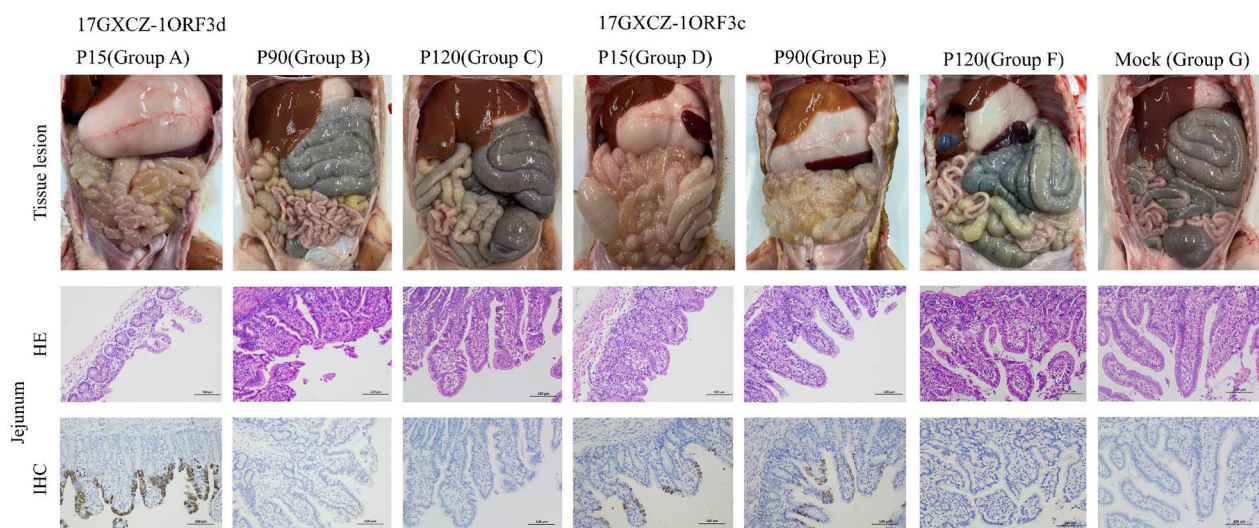 17GXCZ-1ORF3d
17GXCZ-1ORF3c
P15(Group A)
P90(Group B)
P120(Group C)
P15(Group D)
P90(Group E)
P120(Group F)
Mock (Group G)
Tissue lesion
HE
Jejunum
IHC